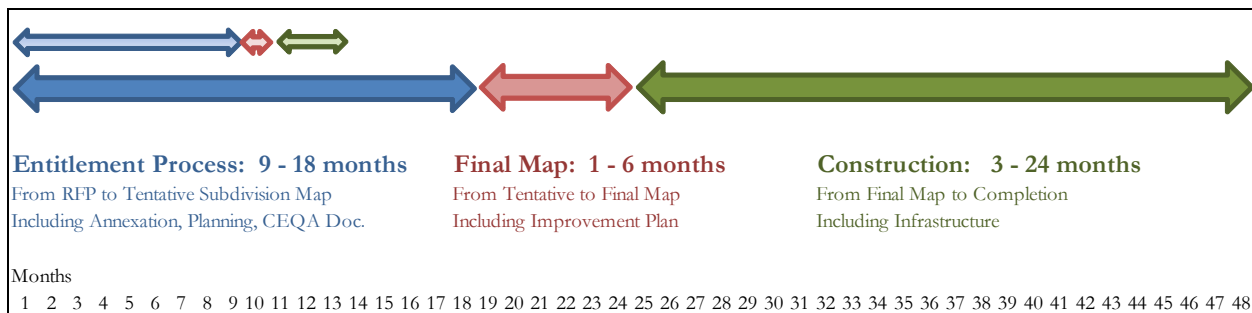 Entitlement Process: 9 - 18 months
From RFP to Tentative Subdivision Map
Including Annexation, Planning, CEQA Doc.
Final Map: 1 - 6 months
From Tentative to Final Map
Including Improvement Plan
Construction: 3 - 24 months
From Final Map to Completion
Including Infrastructure
Months
1 2 3 4 5 6 7 8 9 10 11 12 13 14 15 16 17 18 19 20 21 22 23 24 25 26 27 28 29 30 31 32 33 34 35 36 37 38 39 40 41 42 43 44 45 46 47 48